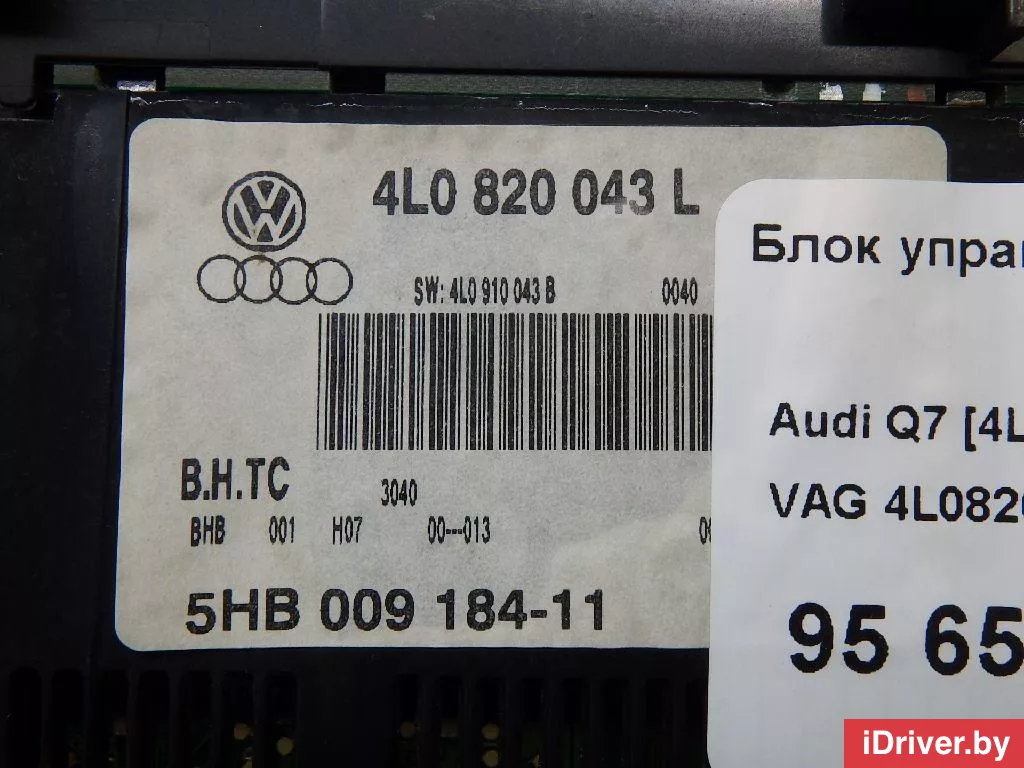 4L0 820 043 L
SW: 4L0 910 043 B 0040
B.H.TC
3040
BHB 001 H07 00---013
5HB 009 184-11
Блок
Audi Q7 [4L
VAG 4L082
95 65
iDriver.by